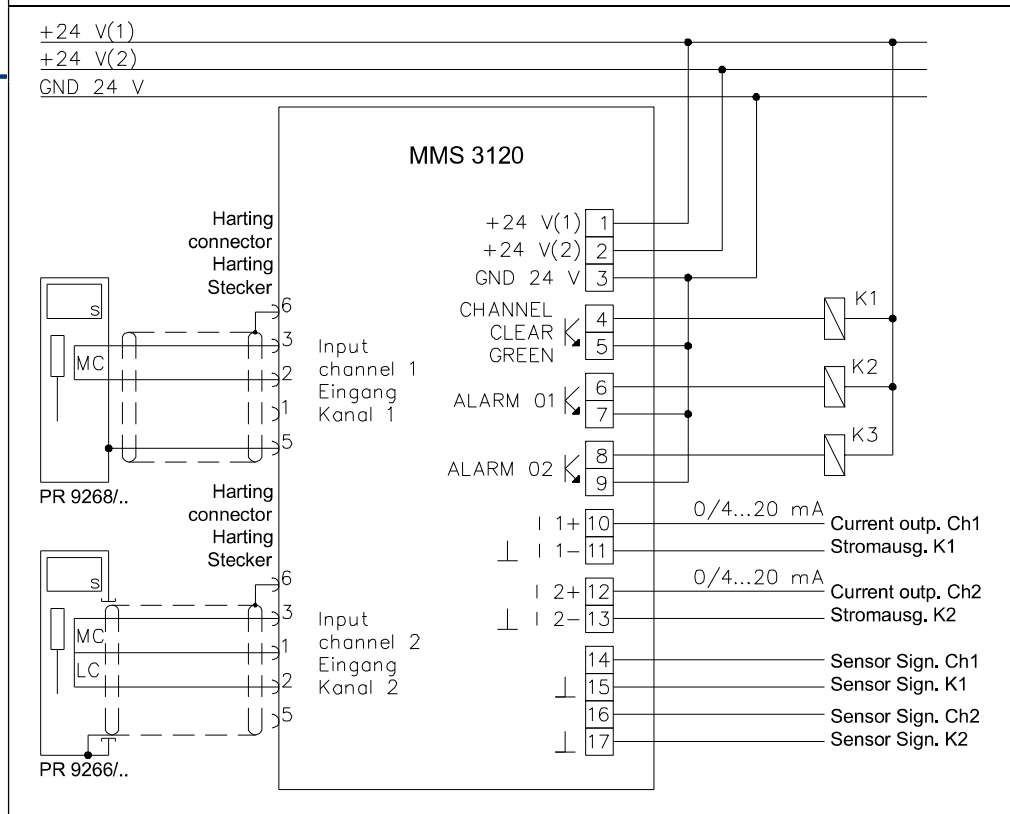 +24 V(1)
+24 V(2)
GND 24 V
MMS 3120
Harting
connector
Harting
Stecker
6
3
2
1
5
Input
channel 1
Eingang
Kanal 1
S
MC
PR 9268/..
Harting
connector
Harting
Stecker
6
3
1
2
5
Input
channel 2
Eingang
Kanal 2
S
MC
LC
PR 9266/..
+24 V(1) 1
+24 V(2) 2
GND 24 V 3
CHANNEL
CLEAR
GREEN
4
5
ALARM 01
6
7
ALARM 02
8
9
K1
K2
K3
I 1+ 10
I 1- 11
0/4...20 mA
Current outp. Ch1
Stromausg. K1
I 2+ 12
I 2- 13
0/4...20 mA
Current outp. Ch2
Stromausg. K2
14 Sensor Sign. Ch1
15 Sensor Sign. K1
16 Sensor Sign. Ch2
17 Sensor Sign. K2